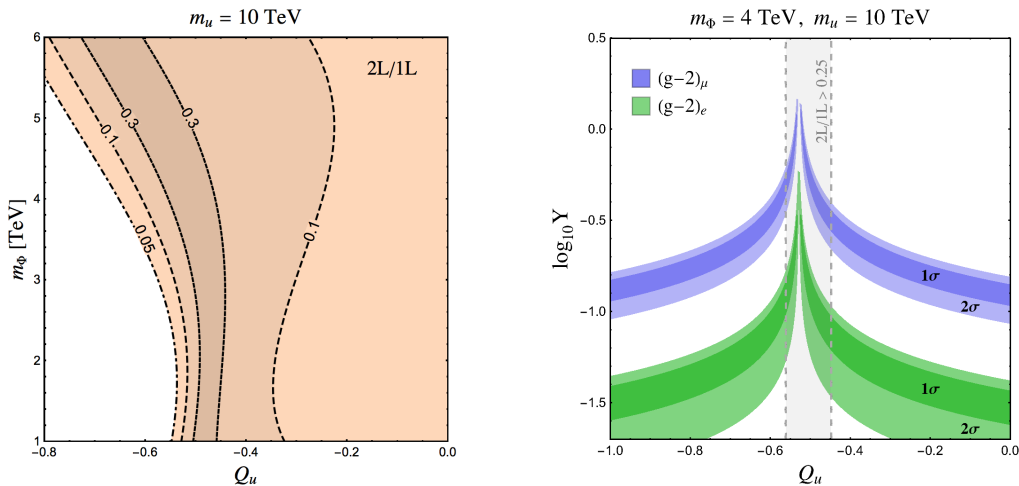 m_u = 10 TeV
2L/1L
0.3
0.3
0.1
0.1
0.05
6
5
4
3
2
1
m_Φ [TeV]
−0.8
−0.6
−0.4
−0.2
0.0
Q_u
m_Φ = 4 TeV, m_u = 10 TeV
(g−2)_μ
(g−2)_e
2L/1L > 0.25
1σ
2σ
1σ
2σ
0.5
0.0
−0.5
−1.0
−1.5
log₁₀Y
−1.0
−0.8
−0.6
−0.4
−0.2
0.0
Q_u